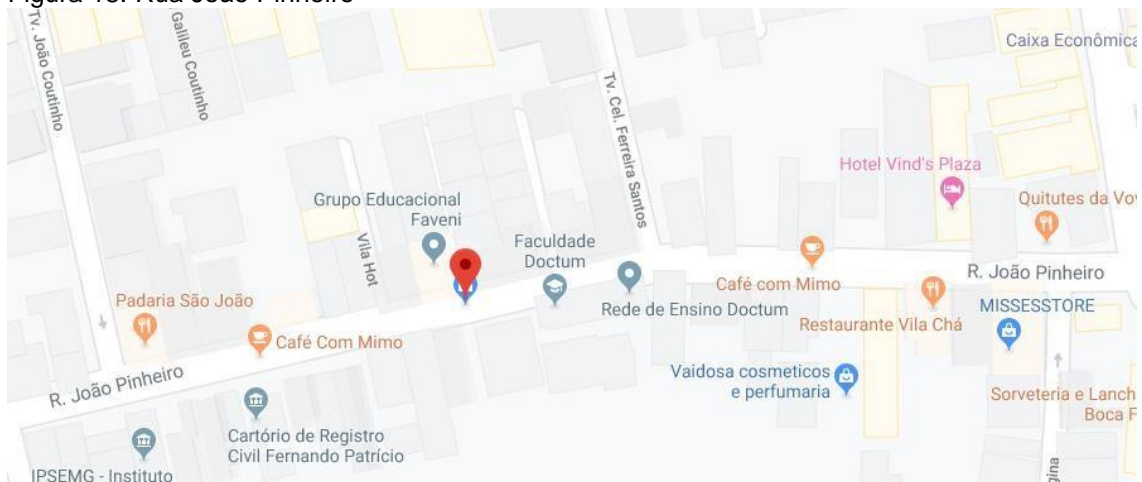 Tv. João Coutinho
Galileu Coutinho
Caixa Econômica
Tv. Cel. Ferreira Santos
Hotel Vind's Plaza
Grupo Educacional
Faveni
Quitutes da Vov
Vila Hot
Faculdade
Doctum
R. João Pinheiro
Padaria São João
Café com Mimo
Rede de Ensino Doctum
MISSESSTORE
Restaurante Vila Chá
Café Com Mimo
R. João Pinheiro
Vaidosa cosmeticos
e perfumaria
Sorveteria e Lanch
Boca F
Cartório de Registro
Civil Fernando Patrício
IPSEMG - Instituto
gina